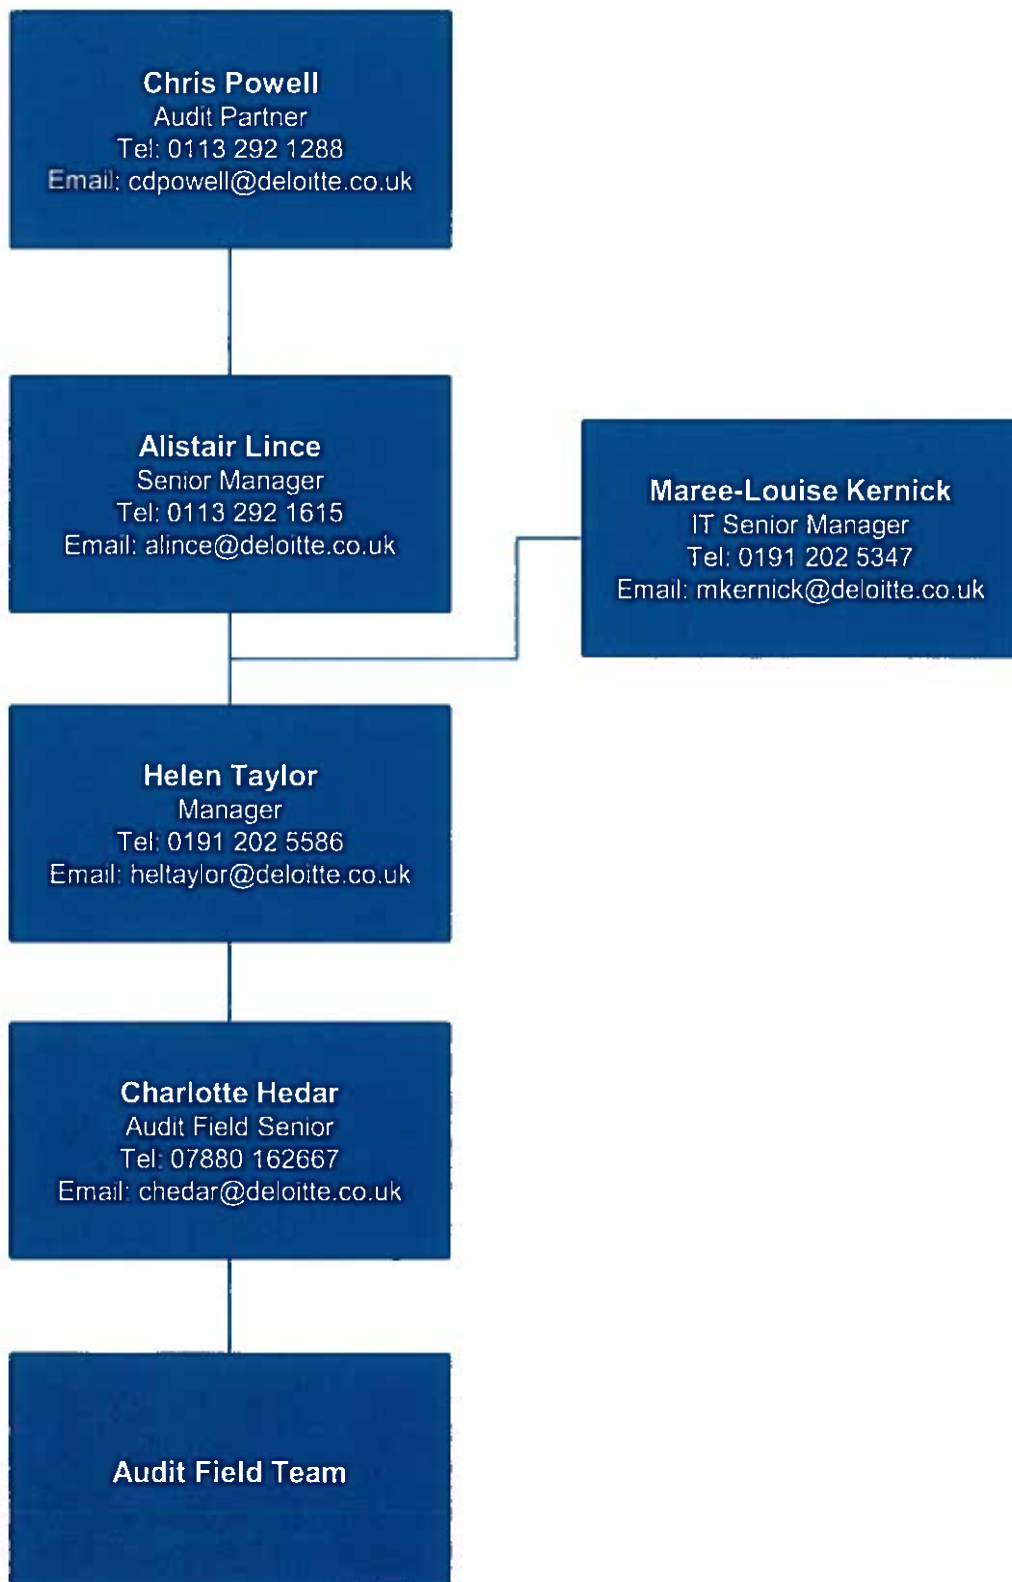 Chris Powell
Audit Partner
Tel: 0113 292 1288
Email: cdpowell@deloitte.co.uk
Alistair Lince
Senior Manager
Tel: 0113 292 1615
Email: alince@deloitte.co.uk
Maree-Louise Kernick
IT Senior Manager
Tel: 0191 202 5347
Email: mkernick@deloitte.co.uk
Helen Taylor
Manager
Tel: 0191 202 5586
Email: heltaylor@deloitte.co.uk
Charlotte Hedar
Audit Field Senior
Tel: 07880 162667
Email: chedar@deloitte.co.uk
Audit Field Team